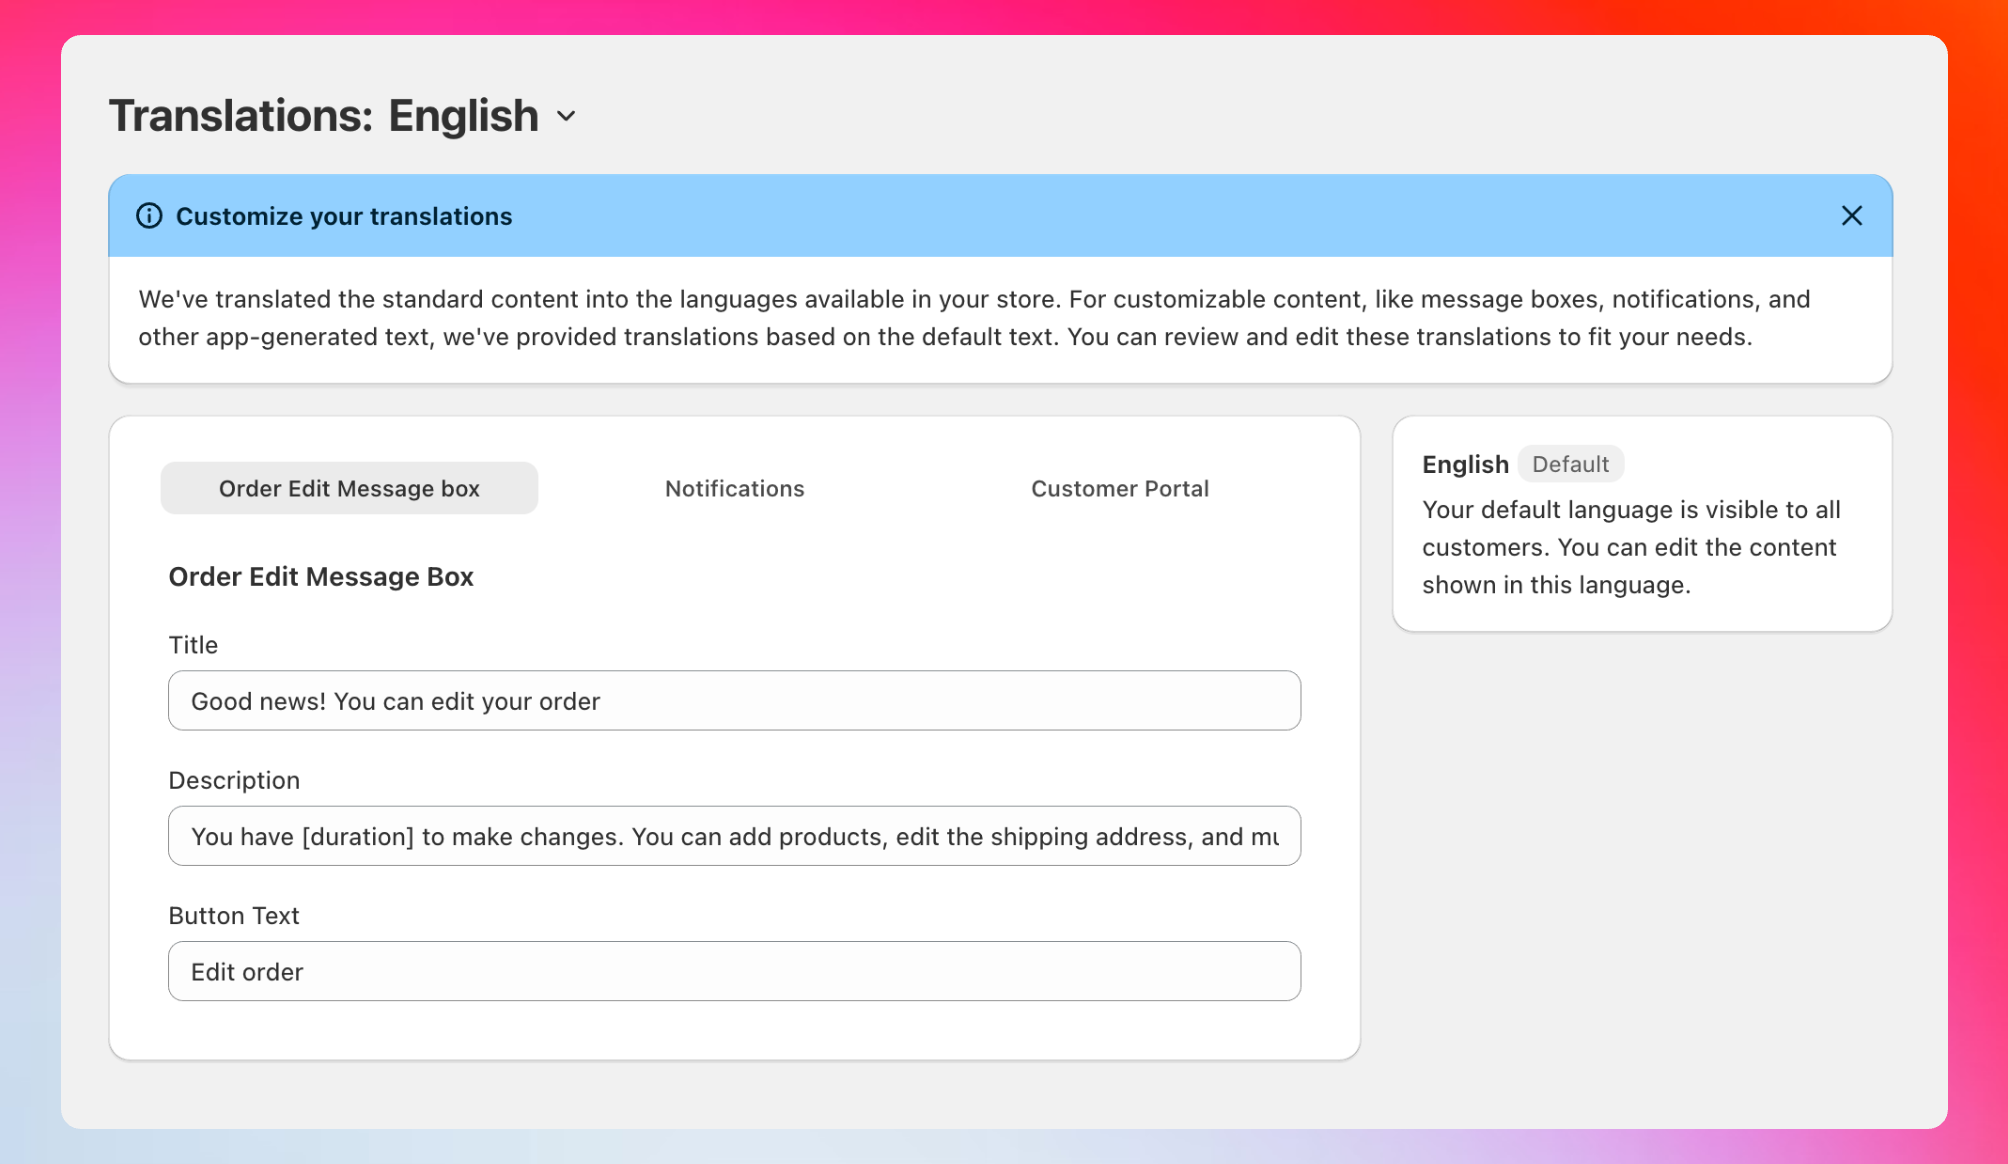 Translations: English
Customize your translations
We've translated the standard content into the languages available in your store. For customizable content, like message boxes, notifications, and
other app-generated text, we've provided translations based on the default text. You can review and edit these translations to fit your needs.
Order Edit Message box
Notifications
Customer Portal
Order Edit Message Box
Title
Good news! You can edit your order
Description
You have [duration] to make changes. You can add products, edit the shipping address, and
Button Text
Edit order
English Default
Your default language is visible to all
customers. You can edit the content
shown in this language.